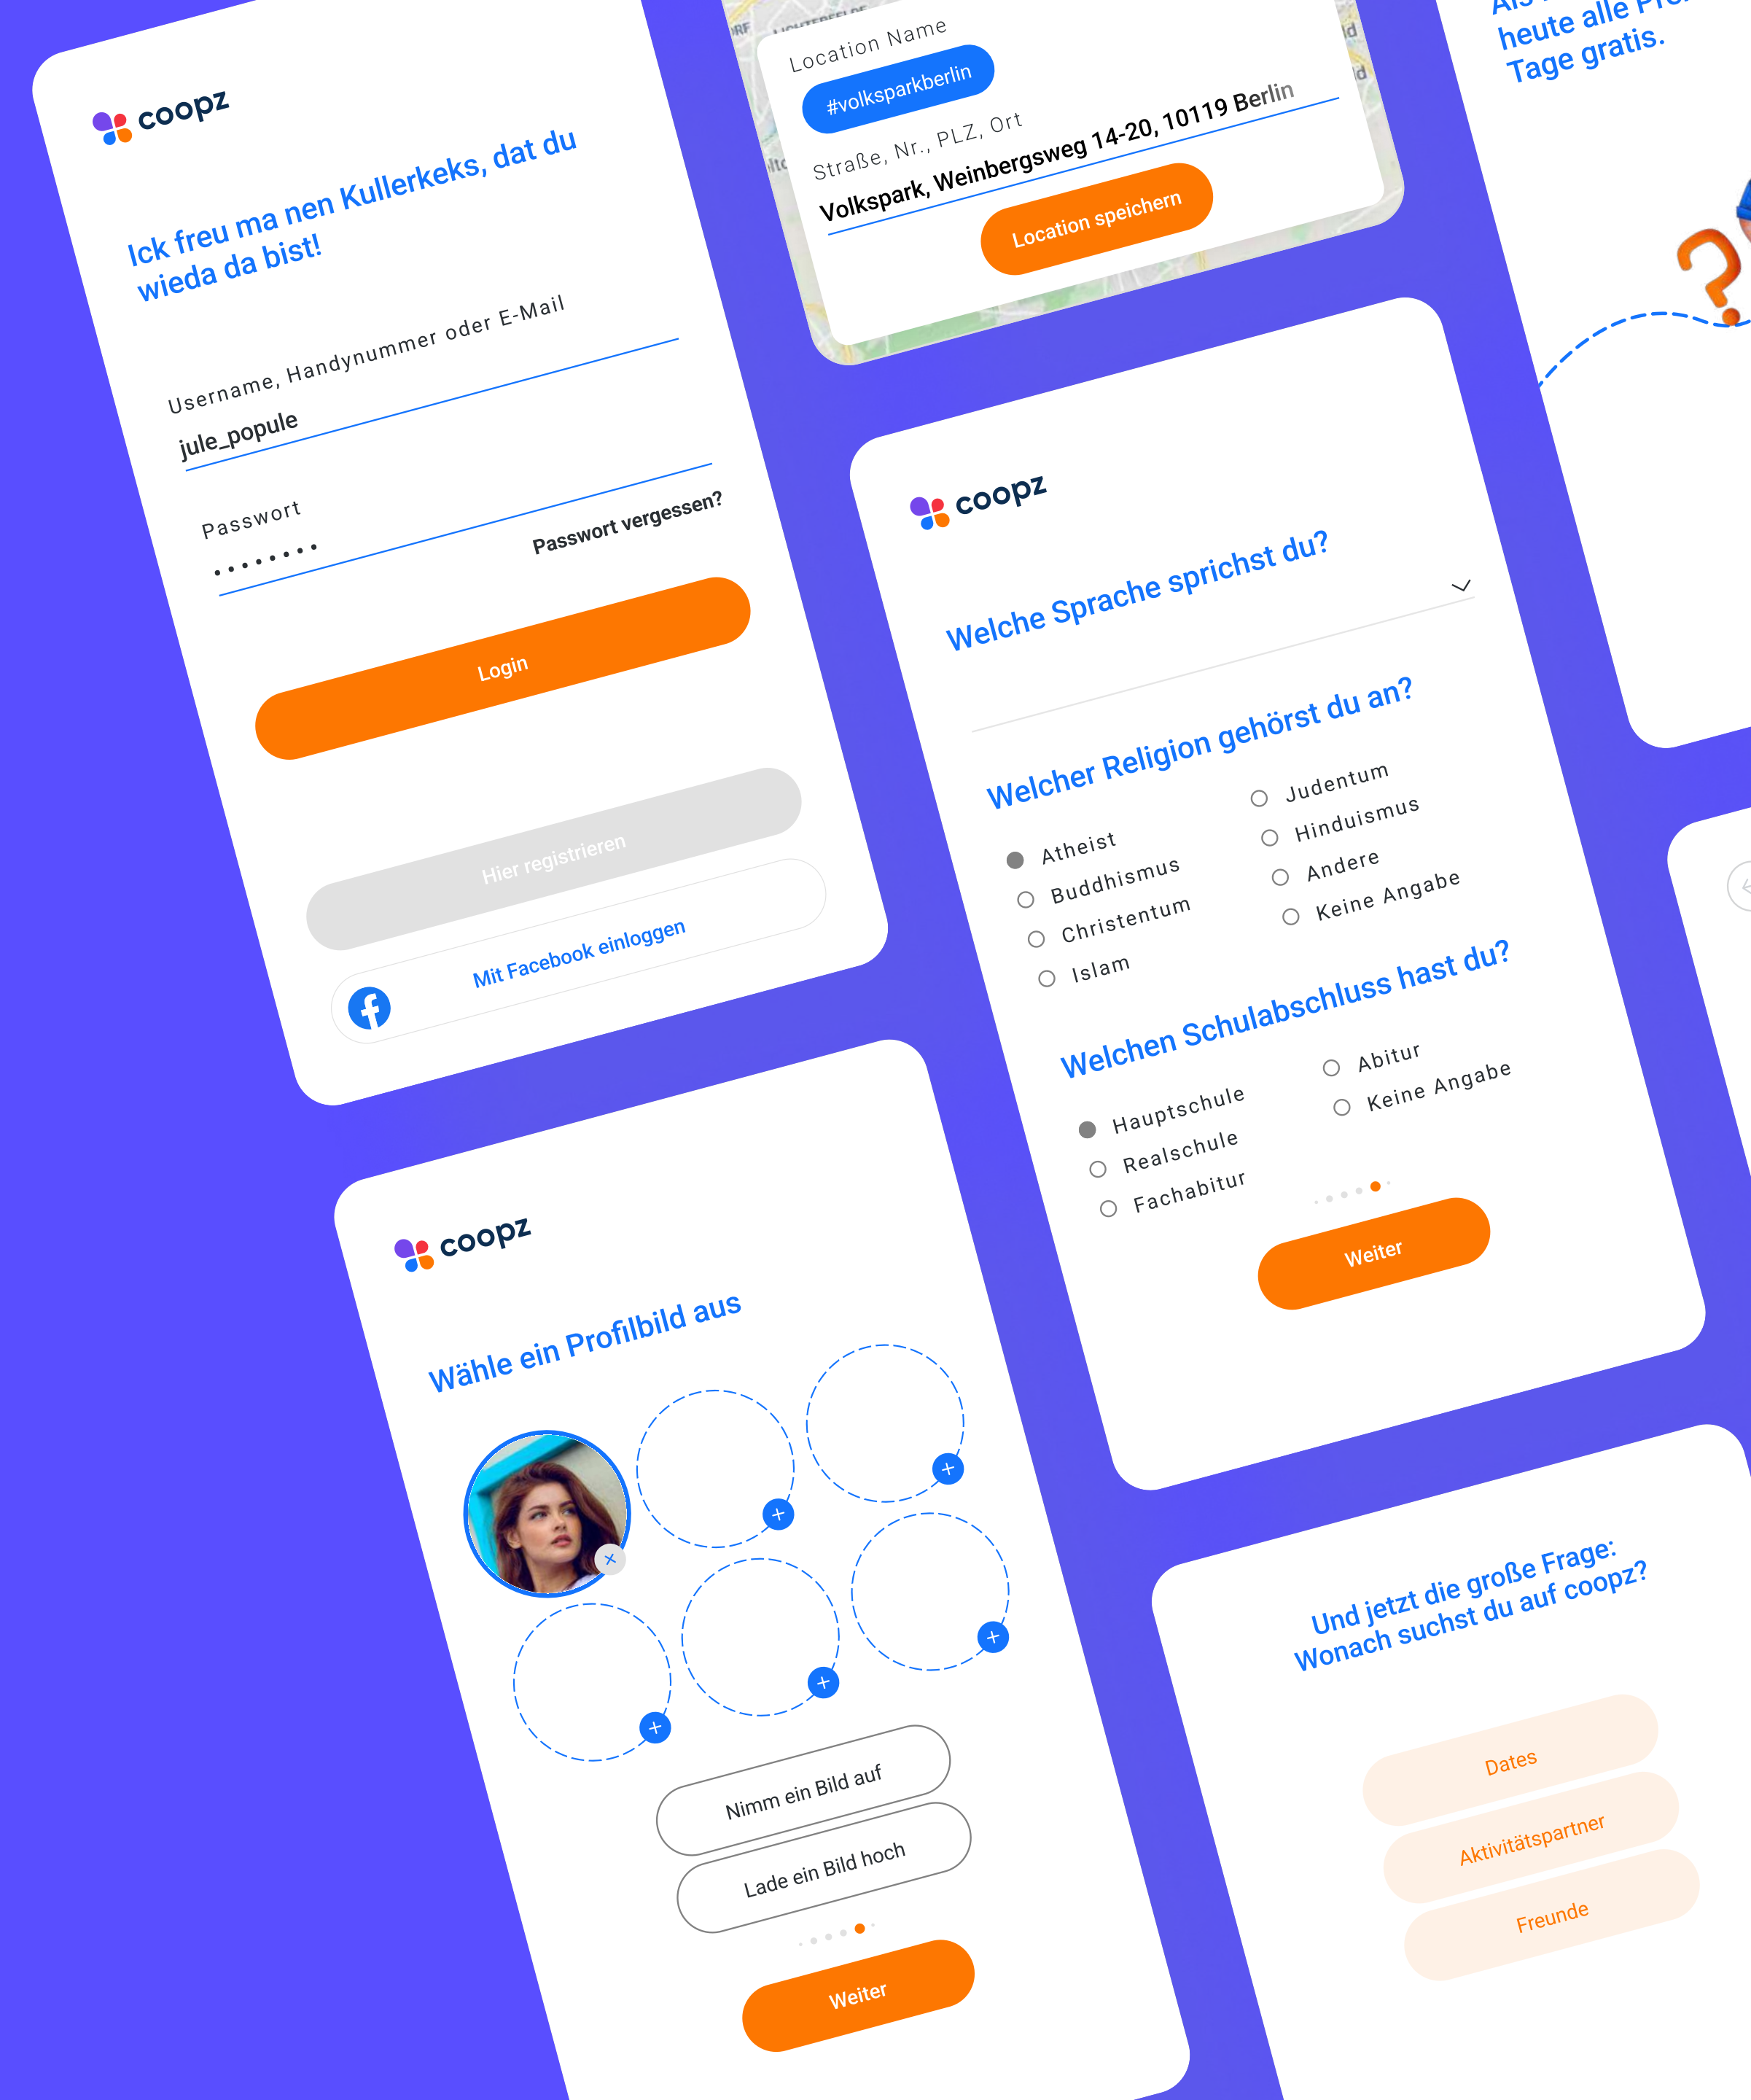 coopz
Ick freu ma nen Kullerkeks, dat du
wieda da bist!
Username, Handynummer oder E-Mail
jule_popule
Passwort
Passwort vergessen?
Login
Hier registrieren
Mit Facebook einloggen
Location Name
#volksparkberlin
Straße, Nr., PLZ, Ort
Volkspark, Weinbergsweg 14-20, 10119 Berlin
Location speichern
heute alle
Tage gratis.
coopz
Welche Sprache sprichst du?
Welcher Religion gehörst du an?
Atheist
Buddhismus
Christentum
Islam
Judentum
Hinduismus
Andere
Keine Angabe
Welchen Schulabschluss hast du?
Hauptschule
Realschule
Fachabitur
Abitur
Keine Angabe
Weiter
coopz
Wähle ein Profilbild aus
Nimm ein Bild auf
Lade ein Bild hoch
Weiter
Und jetzt die große Frage:
Wonach suchst du auf coopz?
Dates
Aktivitätspartner
Freunde